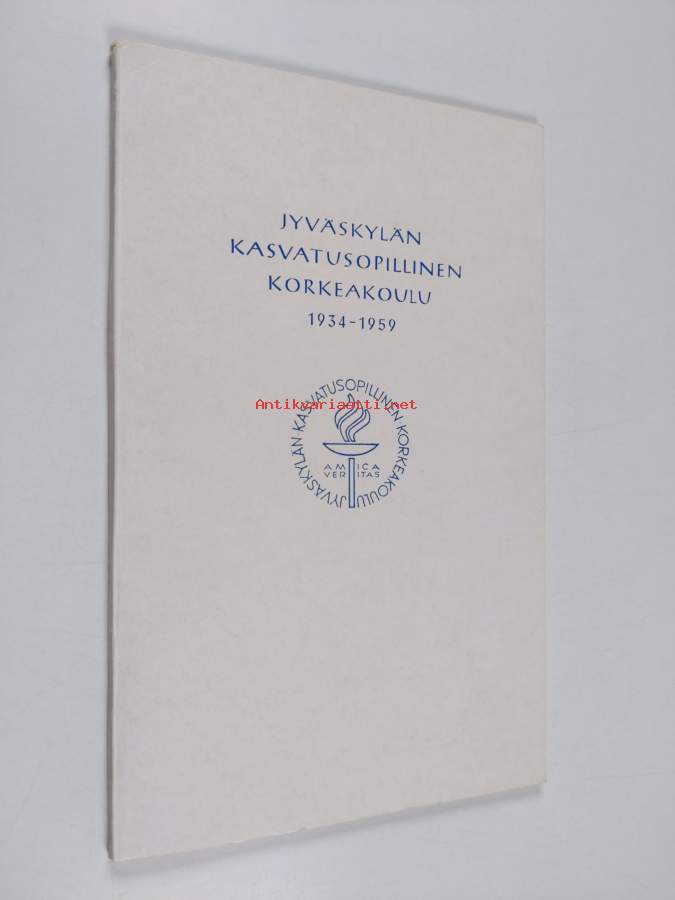 JYVÄSKYLÄN
KASVATUSOPILLINEN
KORKEAKOULU
1934-1959
JYVÄSKYLÄN · KASVATUSOPILLINEN · KORKEAKOULU
Antikvariaatti.net
AMICA
VERITAS